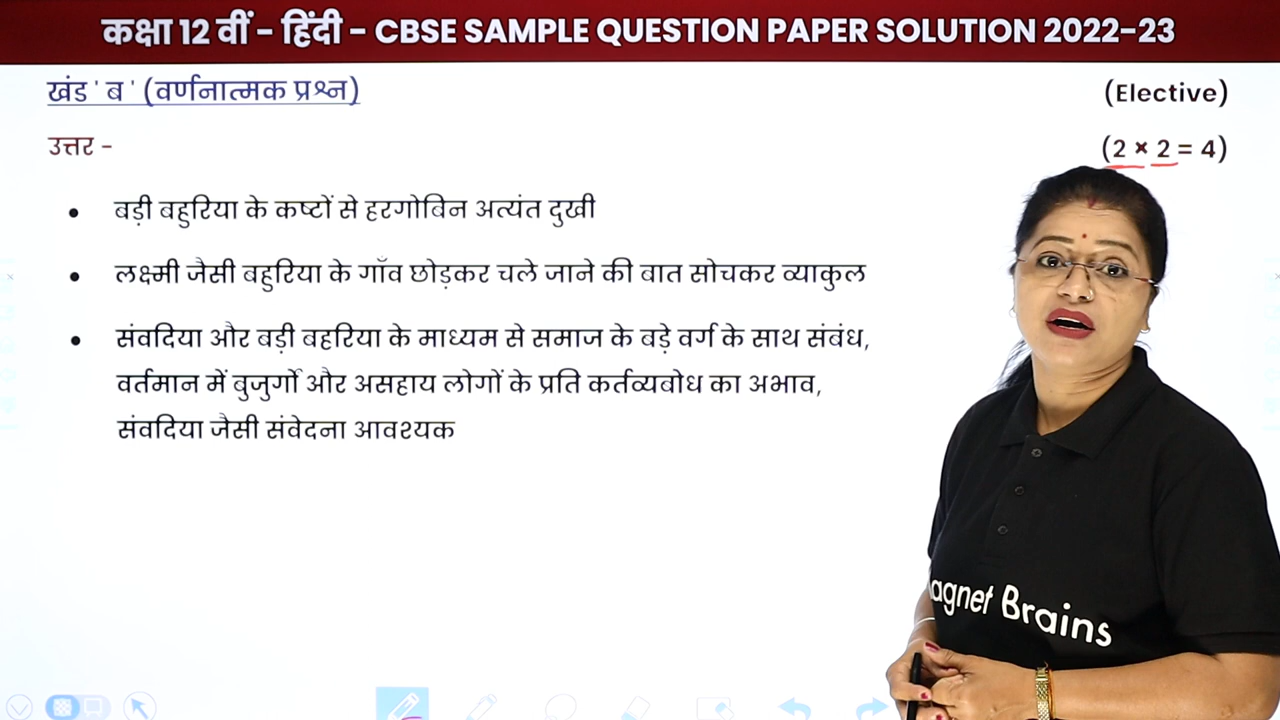 कक्षा 12 वीं – हिंदी – CBSE SAMPLE QUESTION PAPER SOLUTION 2022-23
खंड ' ब ' (वर्णनात्मक प्रश्न)
(Elective)
उत्तर –
(2 × 2 = 4)
• बड़ी बहुरिया के कष्टों से हरगोबिन अत्यंत दुखी
• लक्ष्मी जैसी बहुरिया के गाँव छोड़कर चले जाने की बात सोचकर व्याकुल
• संवदिया और बड़ी बहरिया के माध्यम से समाज के बड़े वर्ग के साथ संबंध,
वर्तमान में बुजुर्गो और असहाय लोगों के प्रति कर्तव्यबोध का अभाव,
संवदिया जैसी संवेदना आवश्यक
agnet Brains